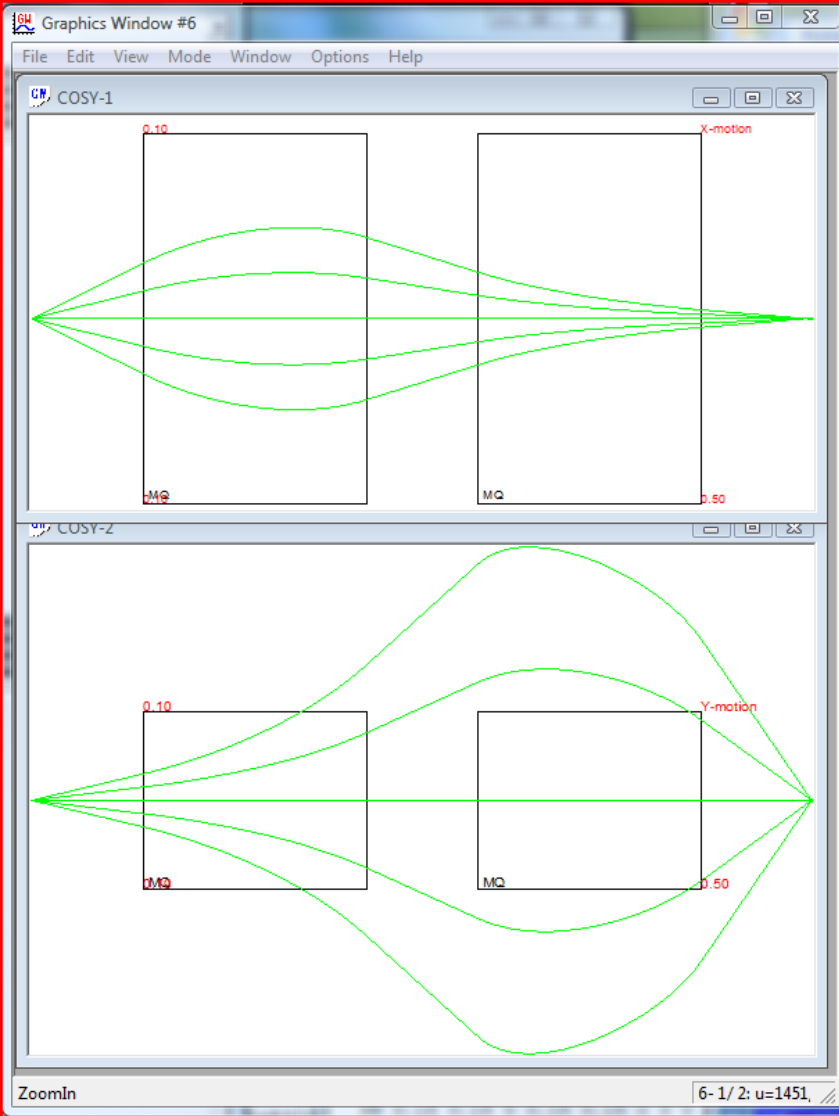 Graphics Window #6
File Edit View Mode Window Options Help
COSY-1
0.10 X-motion
MQ MQ 0.50
COSY-2
0.10 Y-motion
MQ MQ 0.50
ZoomIn 6- 1/ 2: u=1451,